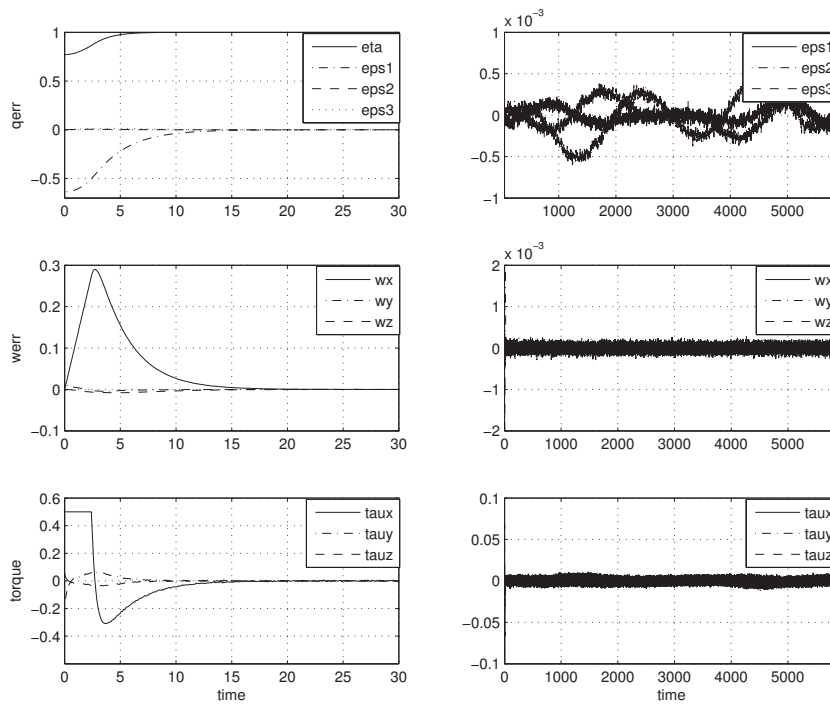 1
0.5
0
−0.5
qerr
0 5 10 15 20 25 30
eta
eps1
eps2
eps3
x 10−3
1
0.5
0
−0.5
−1
1000 2000 3000 4000 5000
eps1
eps2
eps3
0.3
0.2
0.1
0
−0.1
werr
0 5 10 15 20 25 30
wx
wy
wz
x 10−3
2
1
0
−1
−2
0 1000 2000 3000 4000 5000
wx
wy
wz
0.6
0.4
0.2
0
−0.2
−0.4
torque
0 5 10 15 20 25 30
time
taux
tauy
tauz
0.1
0.05
0
−0.05
−0.1
0 1000 2000 3000 4000 5000
time
taux
tauy
tauz